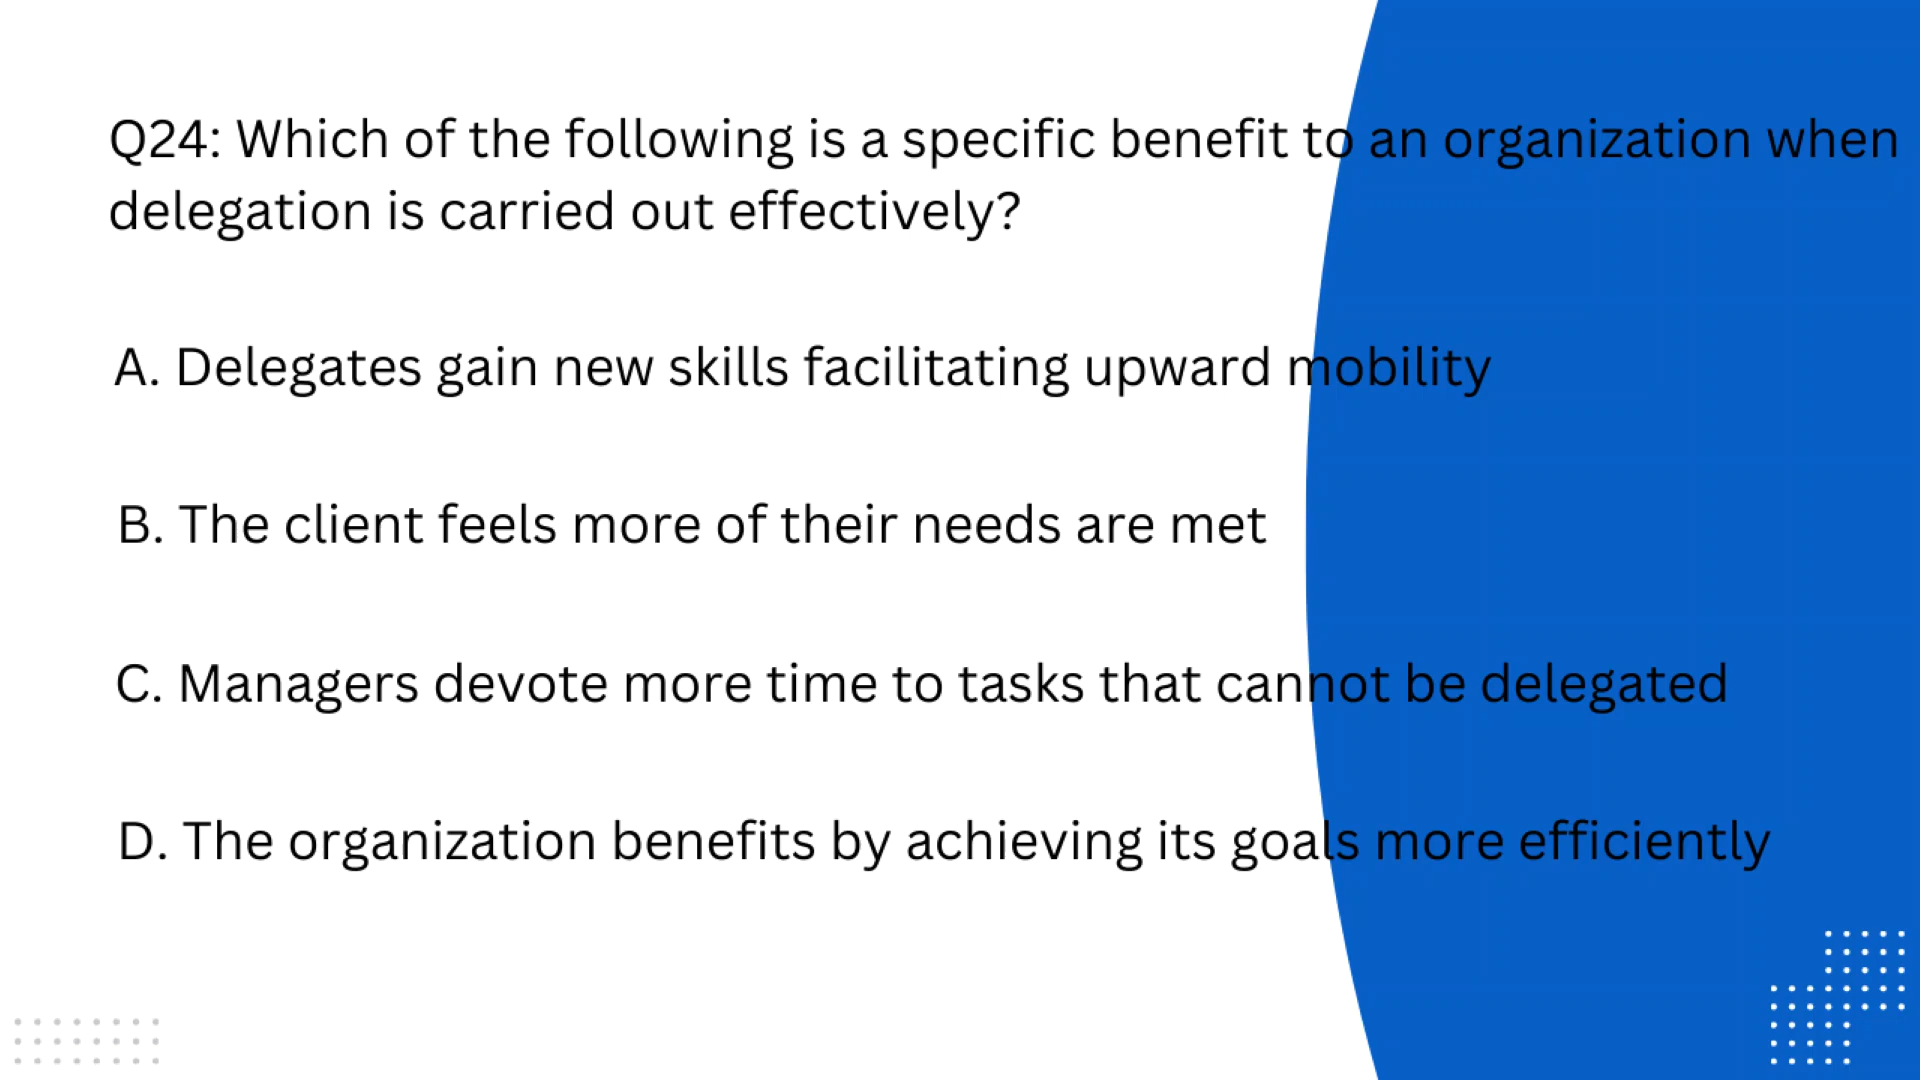 Q24: Which of the following is a specific benefit to an organization when
delegation is carried out effectively?
A. Delegates gain new skills facilitating upward mobility
B. The client feels more of their needs are met
C. Managers devote more time to tasks that cannot be delegated
D. The organization benefits by achieving its goals more efficiently